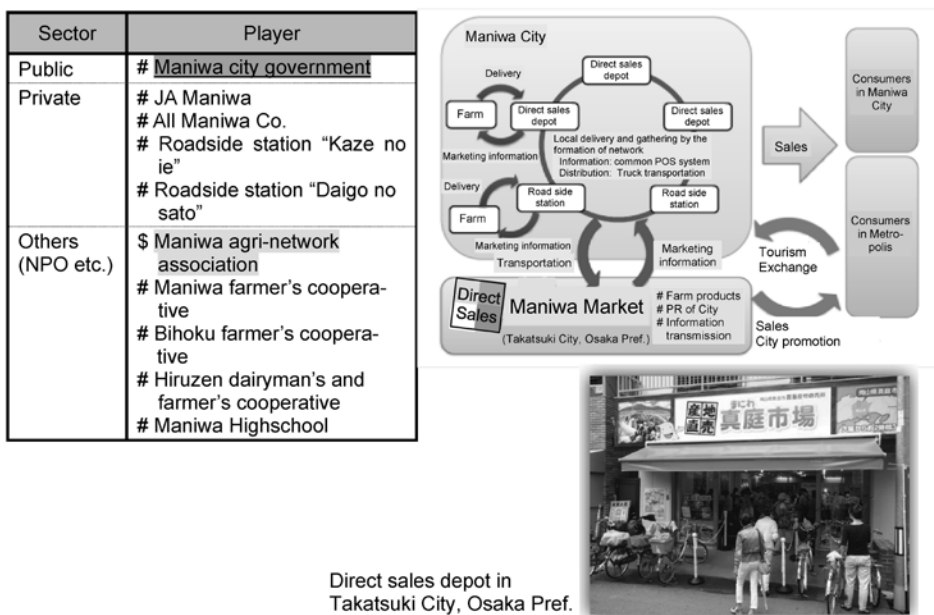 Sector Player
Public # Maniwa city government
Private # JA Maniwa
# All Maniwa Co.
# Roadside station “Kaze no
ie”
# Roadside station “Daigo no
sato”
Others $ Maniwa agri-network
(NPO etc.) association
# Maniwa farmer’s coopera-
tive
# Bihoku farmer’s coopera-
tive
# Hiruzen dairyman’s and
farmer’s cooperative
# Maniwa Highschool
Maniwa City
Direct sales
depot
Delivery
Farm
Direct sales
depot
Direct sales
depot
Marketing information
Local delivery and gathering by the
formation of network
Information: common POS system
Distribution: Truck transportation
Delivery
Farm
Road side
station
Road side
station
Marketing information
Transportation
Marketing
information
Direct
Sales
Maniwa Market
(Takatsuki City, Osaka Pref.)
# Farm products
# PR of City
# Information
transmission
Sales
Consumers
in Maniwa
City
Consumers
in Metro-
polis
Tourism
Exchange
Sales
City promotion
産地
直売
まにわ
真庭市場
Direct sales depot in
Takatsuki City, Osaka Pref.